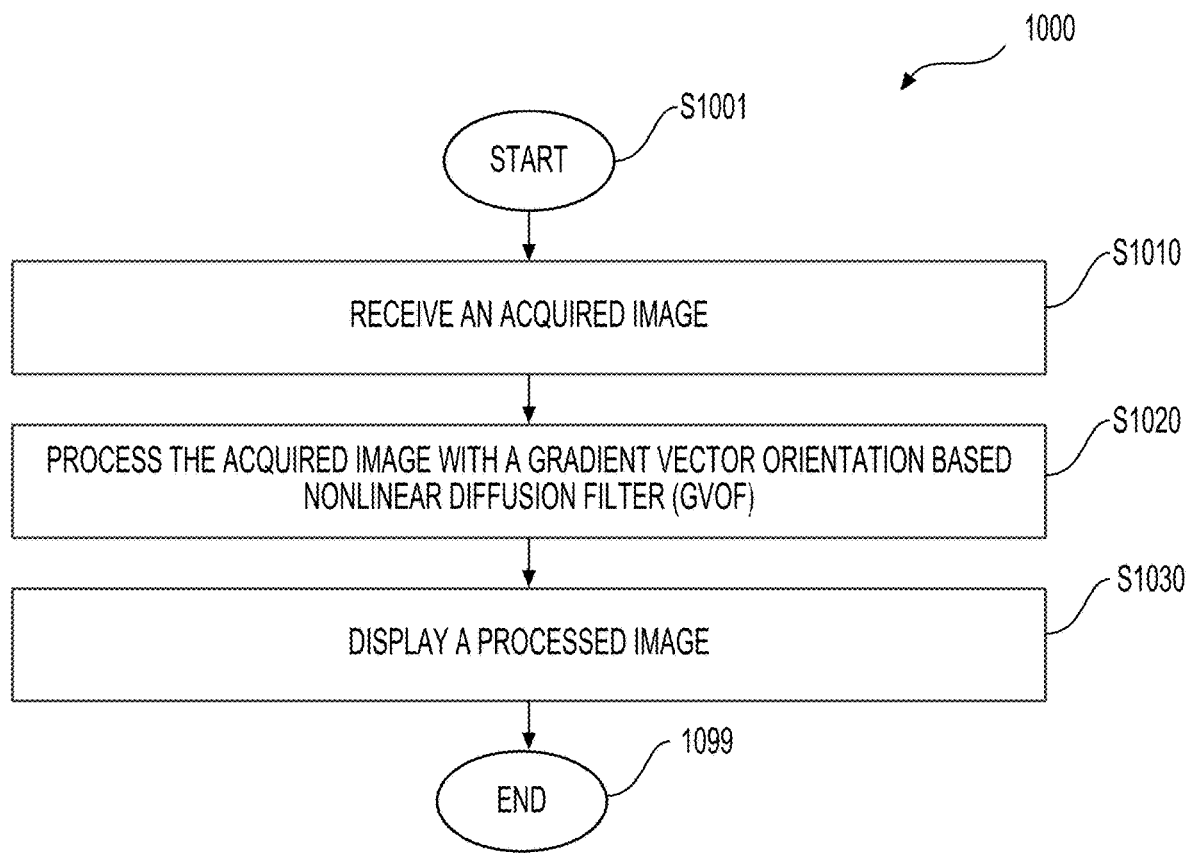 1000
S1001
START
S1010
RECEIVE AN ACQUIRED IMAGE
S1020
PROCESS THE ACQUIRED IMAGE WITH A GRADIENT VECTOR ORIENTATION BASED
NONLINEAR DIFFUSION FILTER (GVOF)
S1030
DISPLAY A PROCESSED IMAGE
1099
END